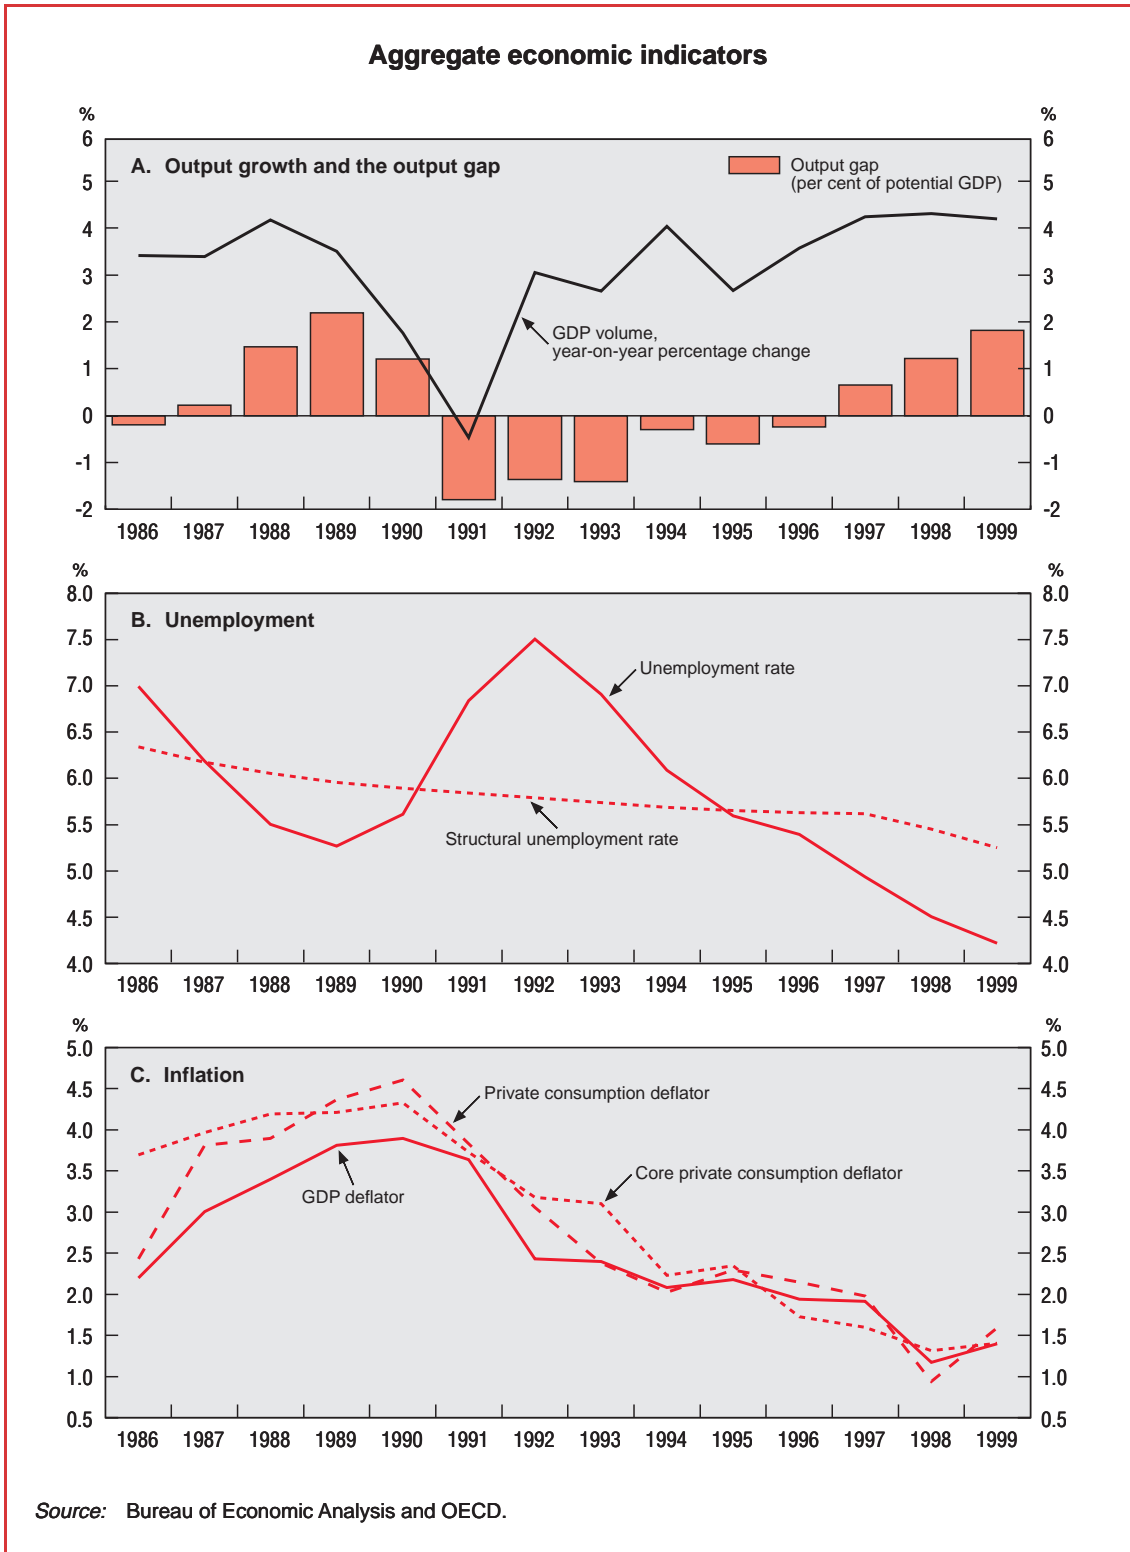 Aggregate economic indicators
% %
6 6
A. Output growth and the output gap
Output gap
(per cent of potential GDP)
5 5
4 4
3 3
2 2
GDP volume,
year-on-year percentage change
1 1
0 0
-1 -1
-2 -2
1986 1987 1988 1989 1990 1991 1992 1993 1994 1995 1996 1997 1998 1999
% %
8.0 8.0
B. Unemployment
7.5 7.5
Unemployment rate
7.0 7.0
6.5 6.5
6.0 6.0
5.5 5.5
Structural unemployment rate
5.0 5.0
4.5 4.5
4.0 4.0
1986 1987 1988 1989 1990 1991 1992 1993 1994 1995 1996 1997 1998 1999
% %
5.0 5.0
C. Inflation
4.5 4.5
Private consumption deflator
4.0 4.0
3.5 3.5
Core private consumption deflator
GDP deflator
3.0 3.0
2.5 2.5
2.0 2.0
1.5 1.5
1.0 1.0
0.5 0.5
1986 1987 1988 1989 1990 1991 1992 1993 1994 1995 1996 1997 1998 1999
Source: Bureau of Economic Analysis and OECD.